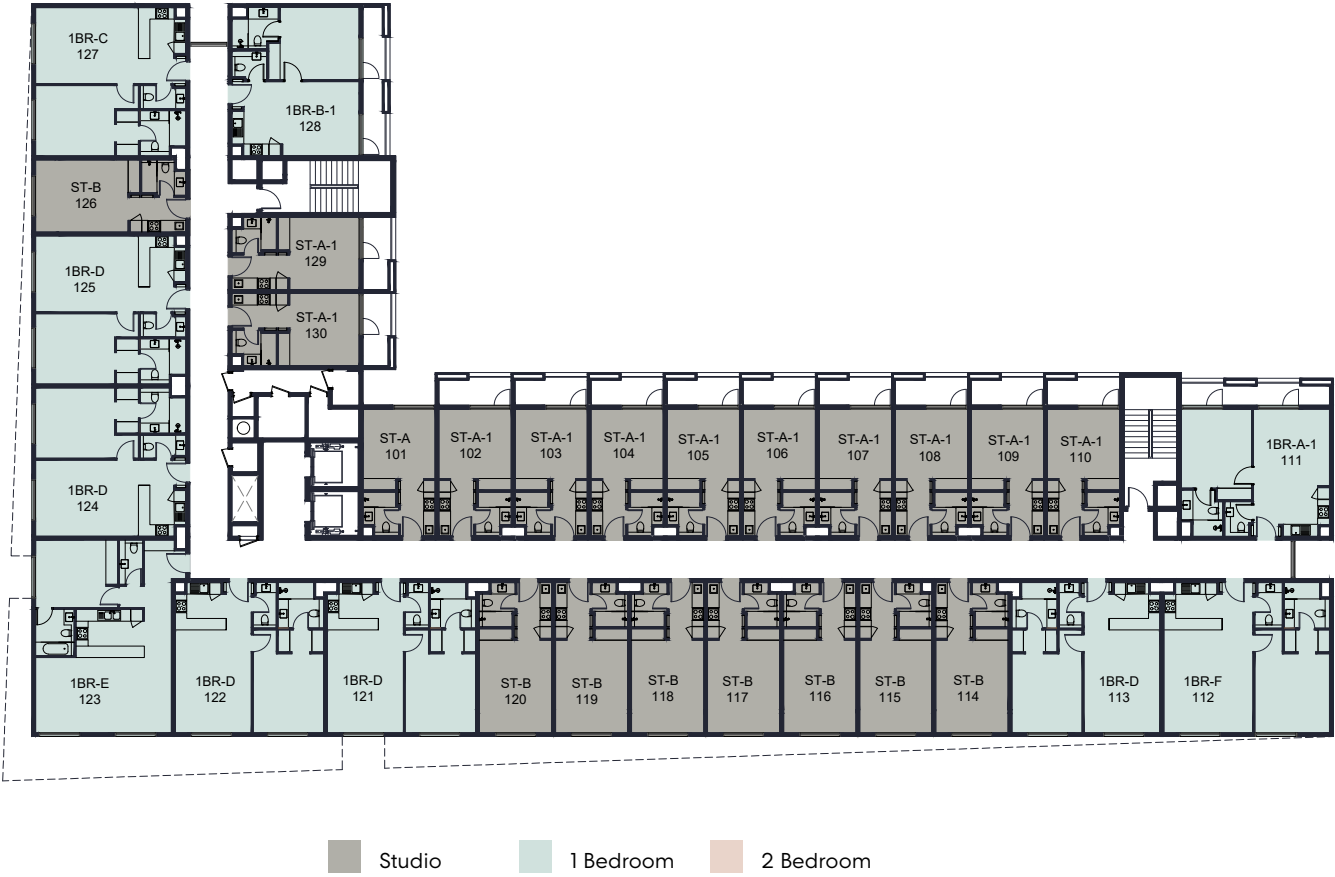 1BR-C
127
1BR-B-1
128
ST-B
126
ST-A-1
129
1BR-D
125
ST-A-1
130
ST-A
101
ST-A-1
102
ST-A-1
103
ST-A-1
104
ST-A-1
105
ST-A-1
106
ST-A-1
107
ST-A-1
108
ST-A-1
109
ST-A-1
110
1BR-A-1
111
1BR-D
124
1BR-E
123
1BR-D
122
1BR-D
121
ST-B
120
ST-B
119
ST-B
118
ST-B
117
ST-B
116
ST-B
115
ST-B
114
1BR-D
113
1BR-F
112
Studio
1 Bedroom
2 Bedroom